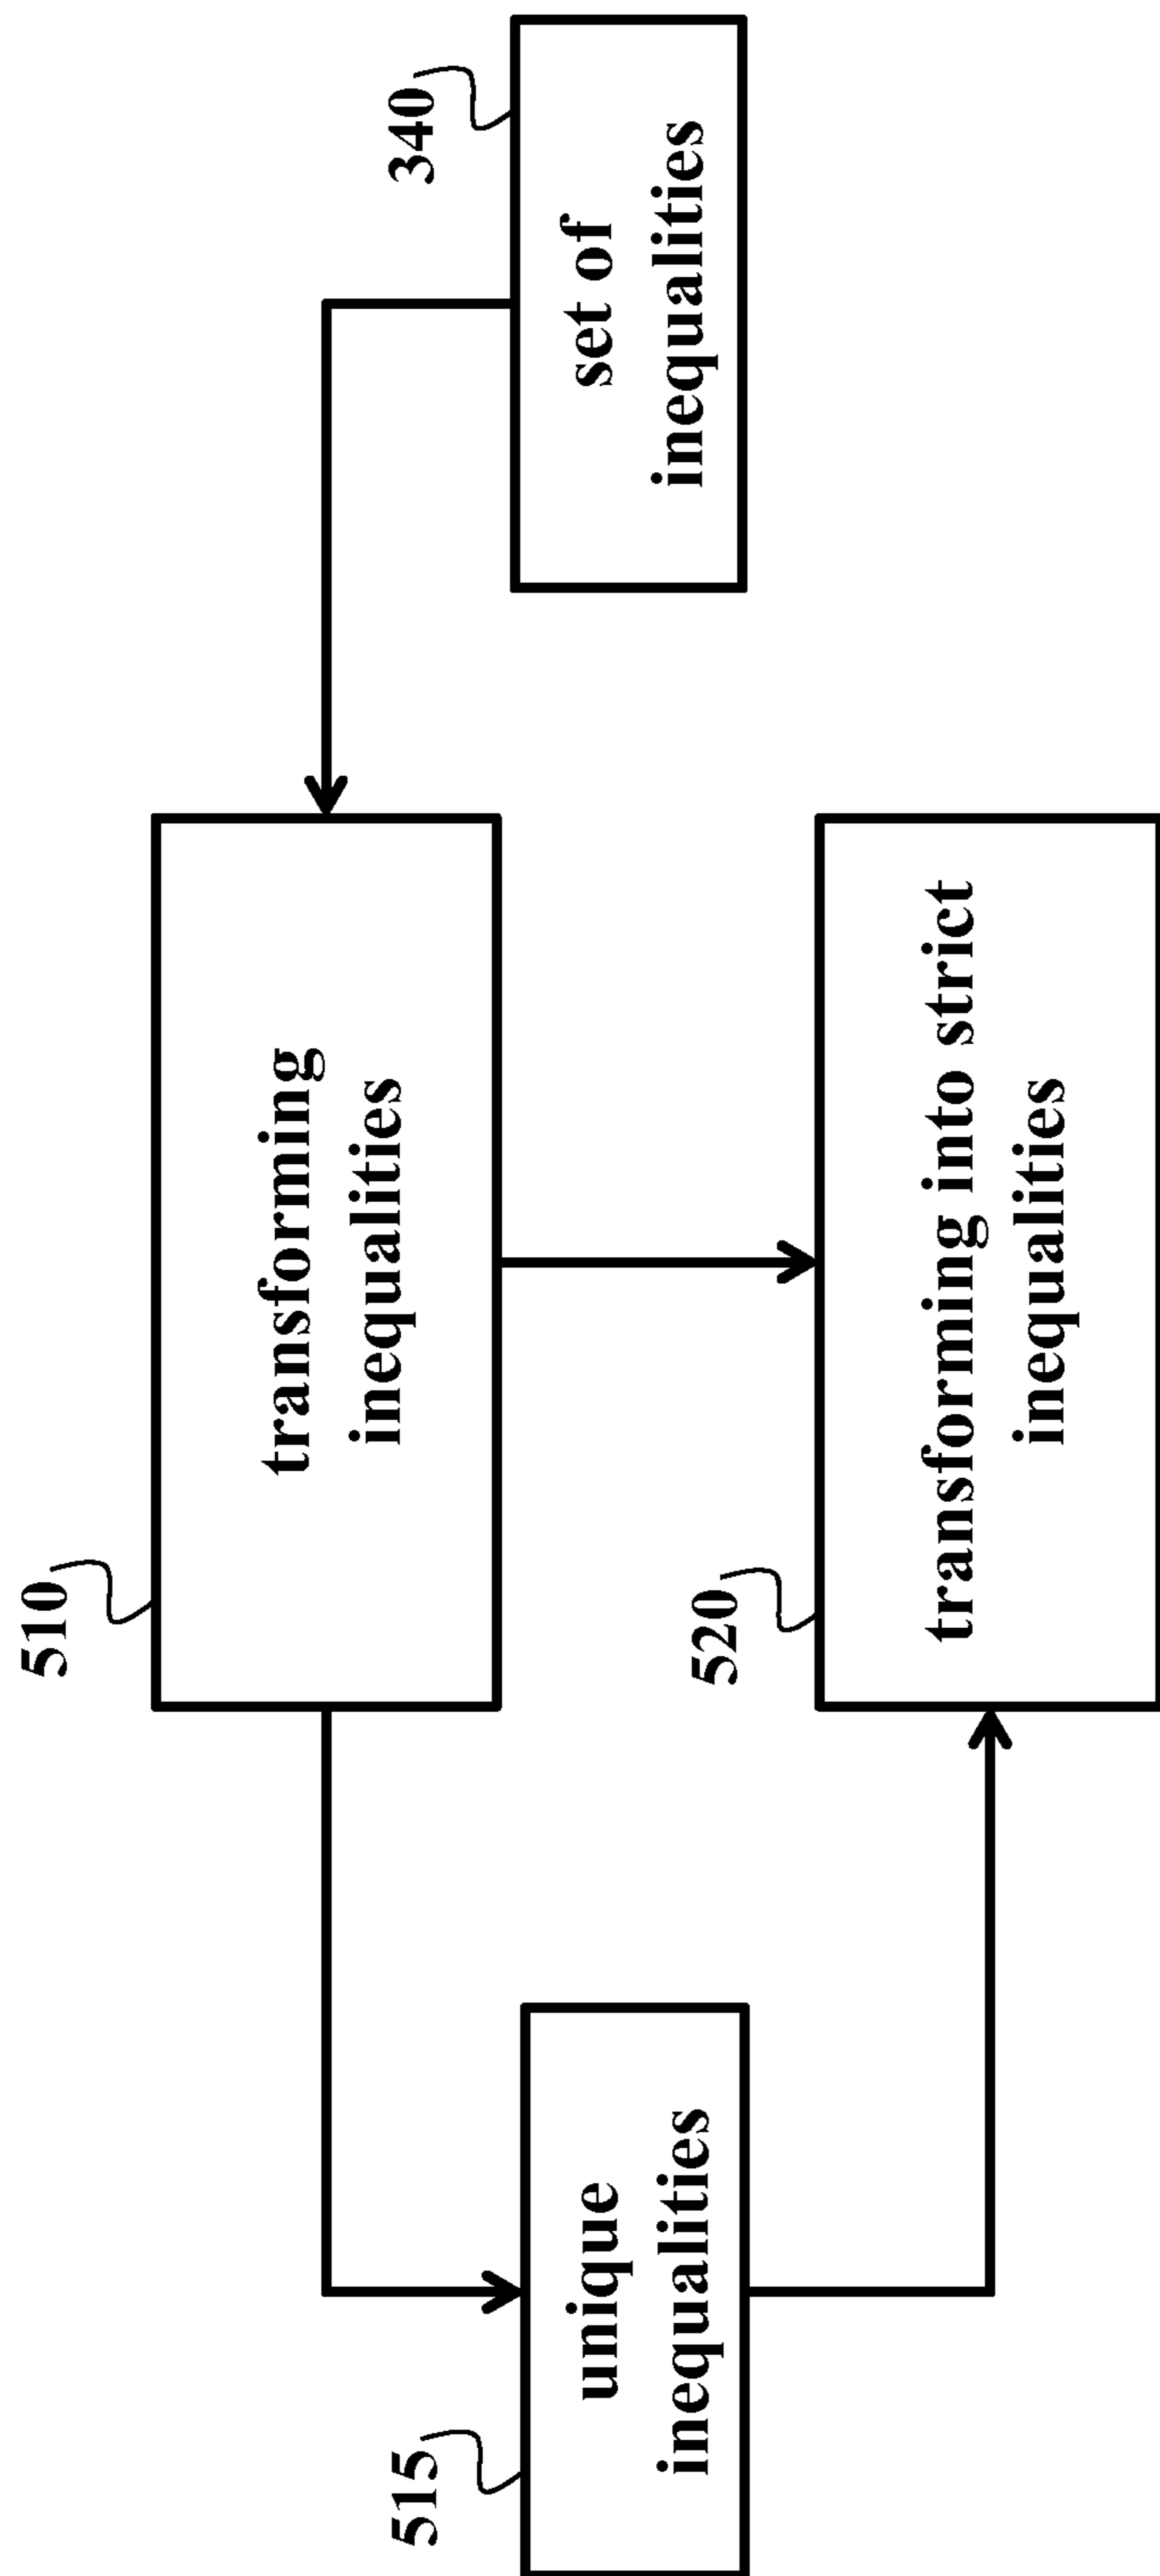 510
transforming
inequalities
515
unique
inequalities
340
set of
inequalities
520
transforming into strict
inequalities